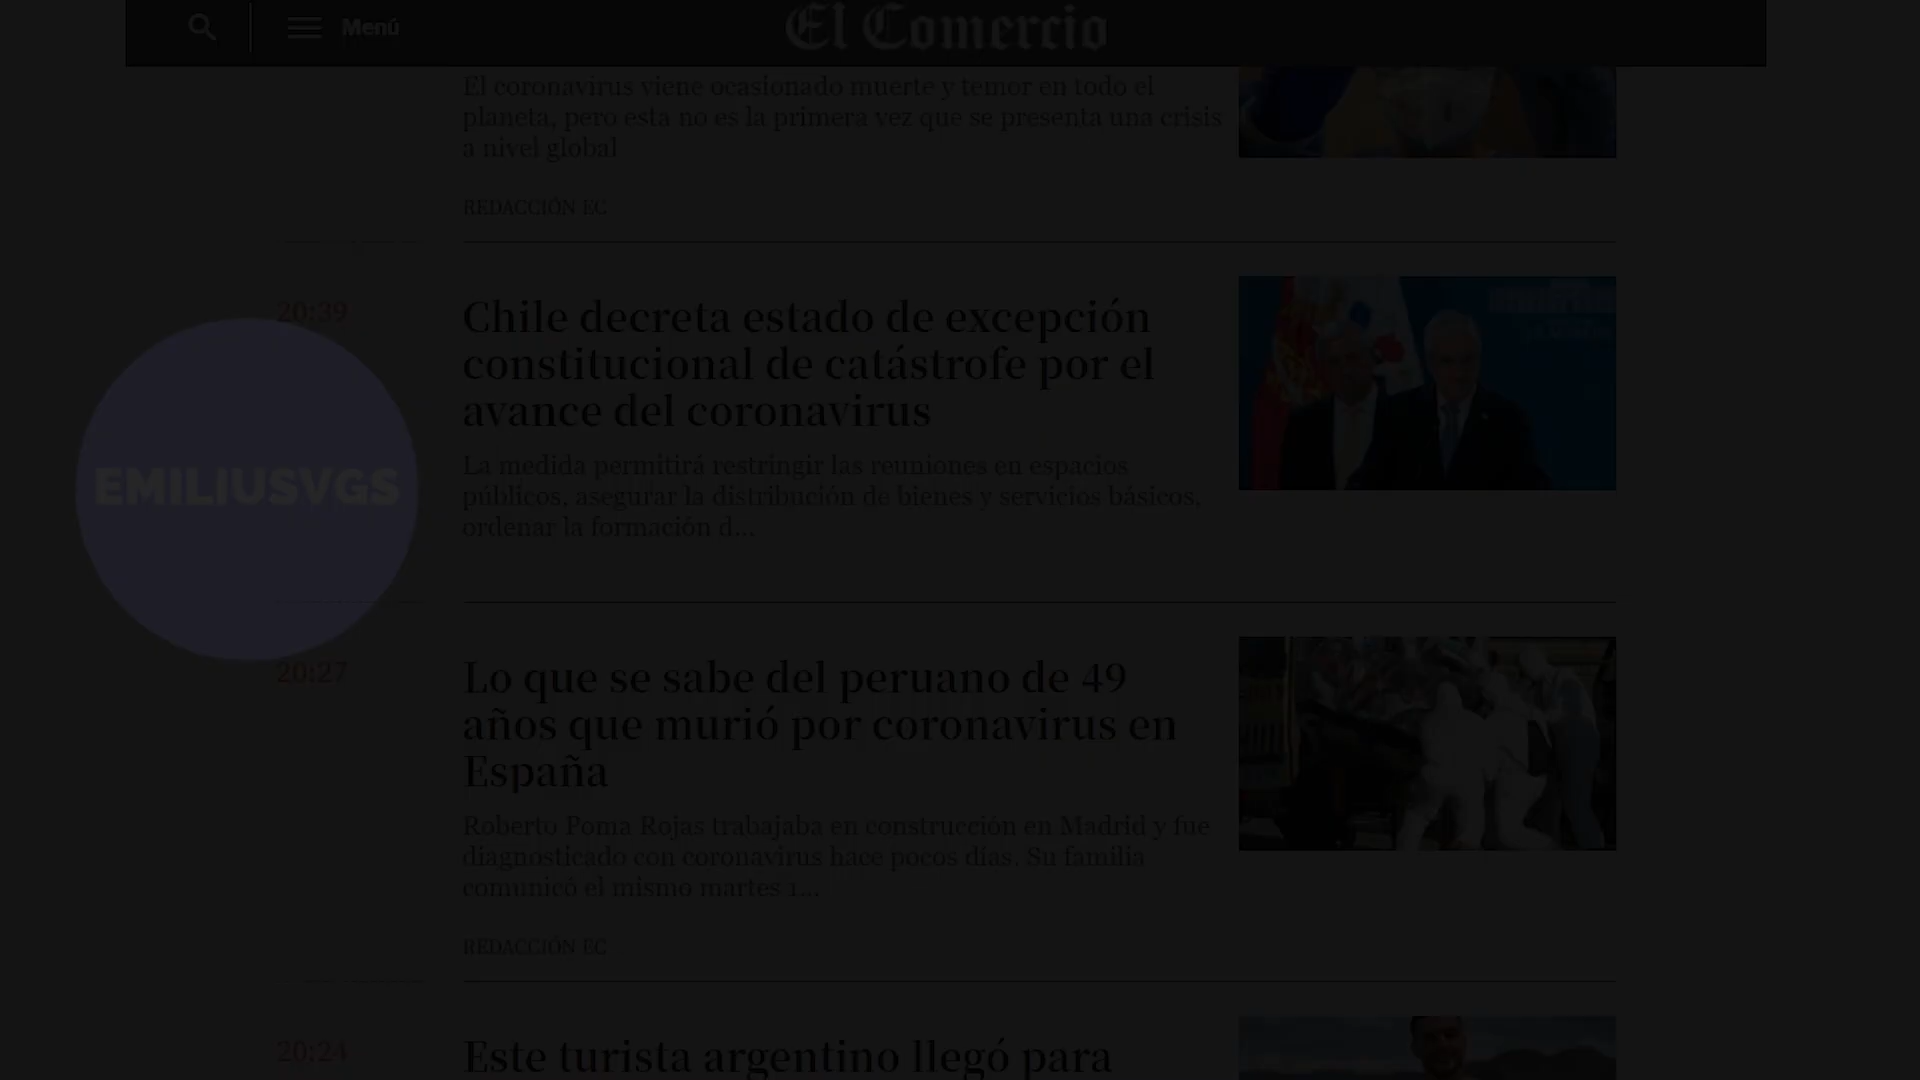 Menú
El Comercio
El coronavirus viene ocasionado muerte y temor en todo el
planeta, pero esta no es la primera vez que se presenta una crisis
a nivel global
REDACCIÓN EC
20:39
Chile decreta estado de excepción
constitucional de catástrofe por el
avance del coronavirus
La medida permitirá restringir las reuniones en espacios
públicos, asegurar la distribución de bienes y servicios básicos,
ordenar la formación d...
EMILIUSVGS
20:27
Lo que se sabe del peruano de 49
años que murió por coronavirus en
España
Roberto Poma Rojas trabajaba en construcción en Madrid y fue
diagnosticado con coronavirus hace pocos días. Su familia
comunicó el mismo martes 1...
REDACCIÓN EC
20:24
Este turista argentino llegó para